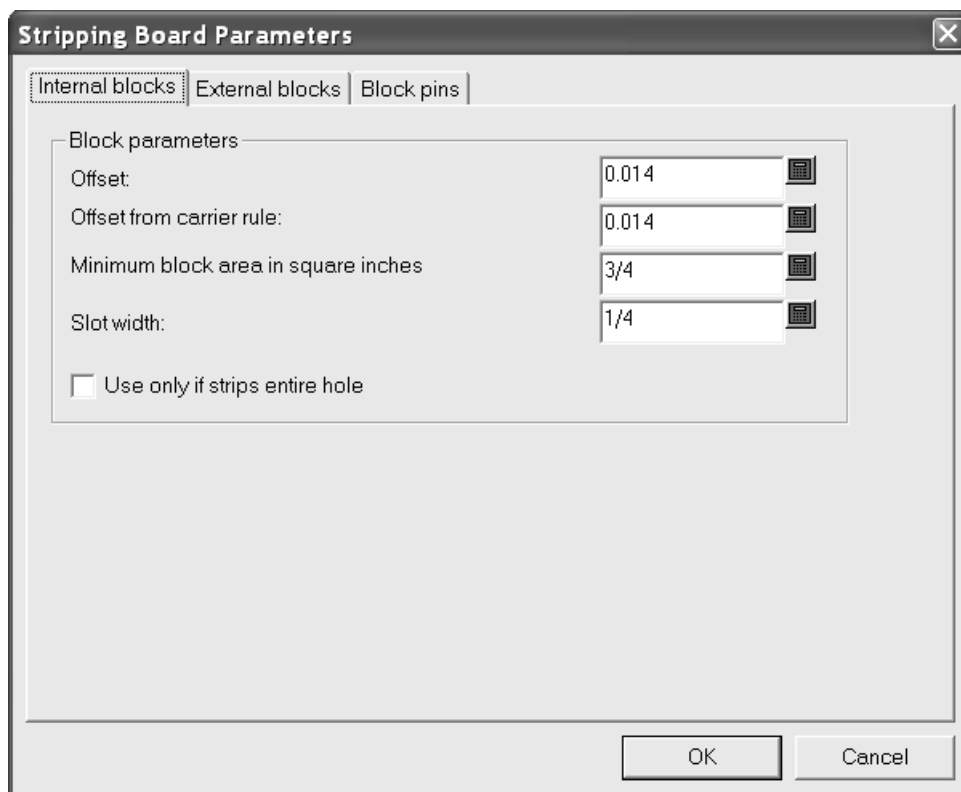 Stripping Board Parameters
Internal blocks External blocks Block pins
Block parameters
Offset: 0.014
Offset from carrier rule: 0.014
Minimum block area in square inches 3/4
Slot width: 1/4
Use only if strips entire hole
OK Cancel